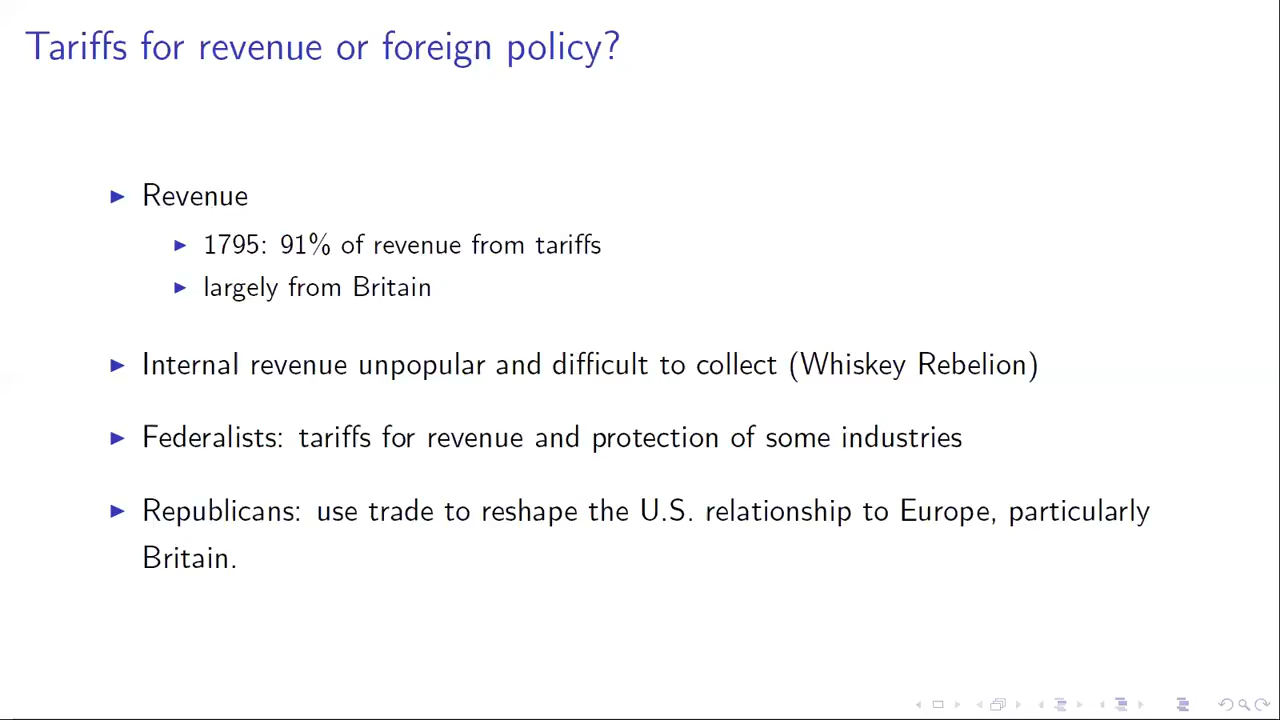 Tariffs for revenue or foreign policy?
Revenue
1795: 91% of revenue from tariffs
largely from Britain
Internal revenue unpopular and difficult to collect (Whiskey Rebelion)
Federalists: tariffs for revenue and protection of some industries
Republicans: use trade to reshape the U.S. relationship to Europe, particularly
Britain.